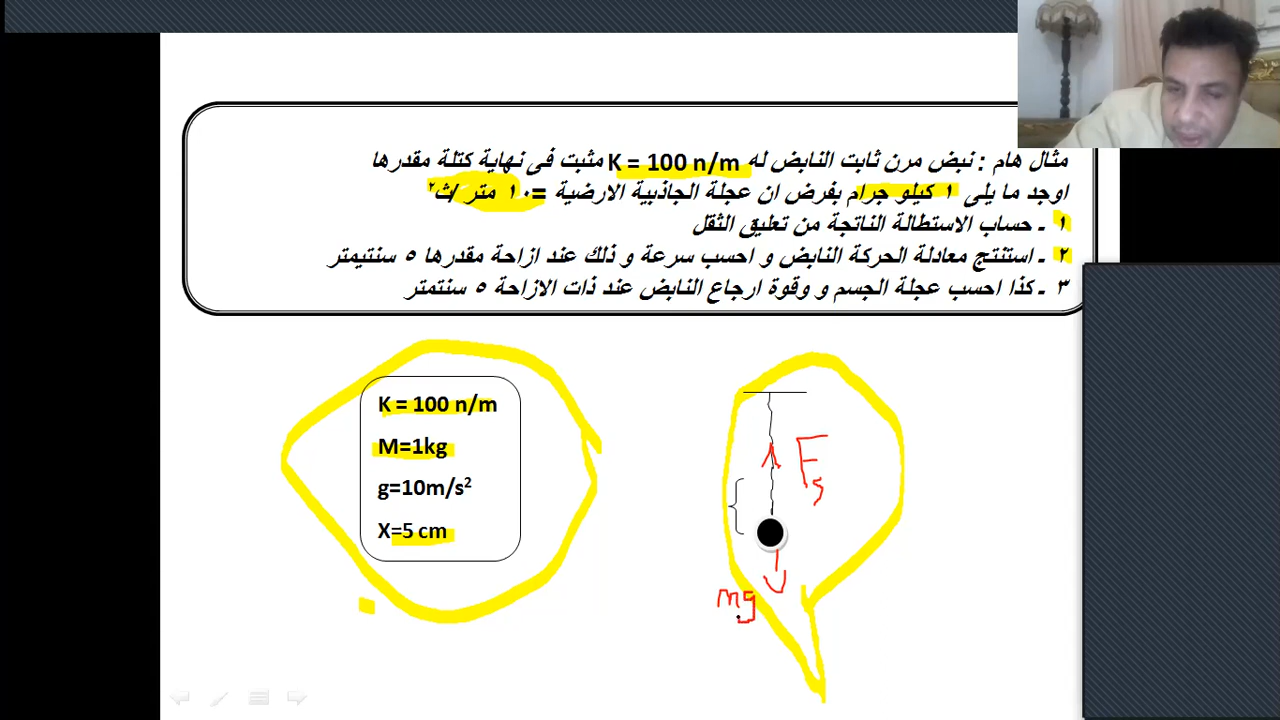 مثال هام : نبض مرن ثابت النابض له K = 100 n/m مثبت فى نهاية كتلة مقدرها
١ كيلو جرام بفرض ان عجلة الجاذبية الارضية =١٠ متر /ث٢ اوجد ما يلى
١ - حساب الاستطالة الناتجة من تعليق الثقل
٢ - استنتج معادلة الحركة النابض و احسب سرعة و ذلك عند ازاحة مقدرها ٥ سنتيمتر
٣ - كذا احسب عجلة الجسم و وقوة ارجاع النابض عند ذات الازاحة ٥ سنتمتر
K = 100 n/m
M=1kg
g=10m/s²
X=5 cm
Fs
mg